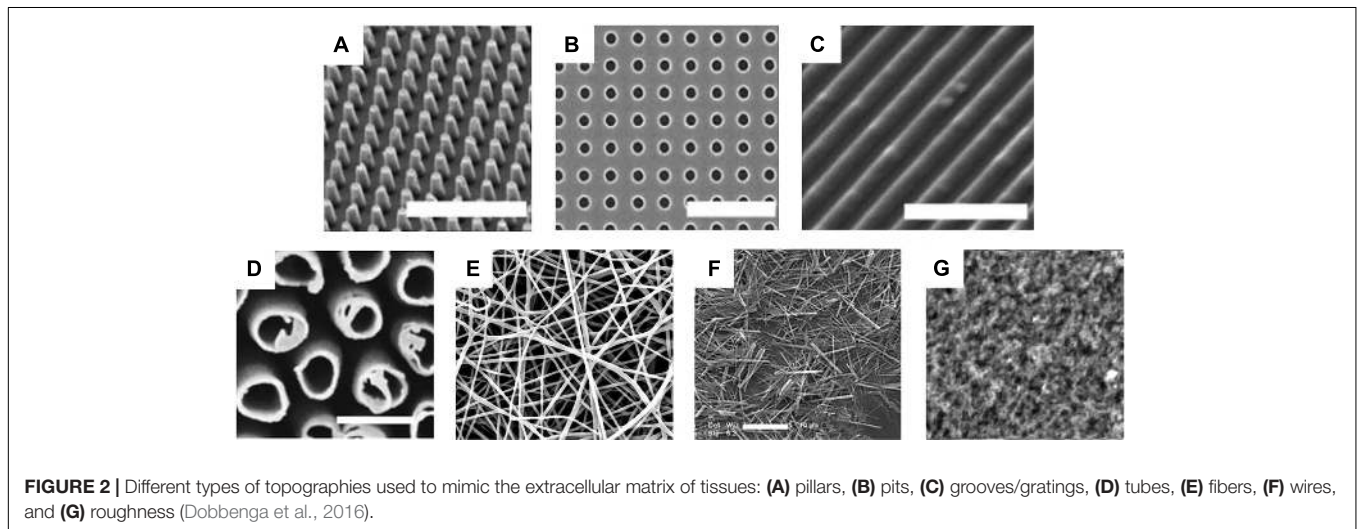 A
B
C
D
E
F
G
FIGURE 2 | Different types of topographies used to mimic the extracellular matrix of tissues: (A) pillars, (B) pits, (C) grooves/gratings, (D) tubes, (E) fibers, (F) wires,
and (G) roughness (Dobbenga et al., 2016).